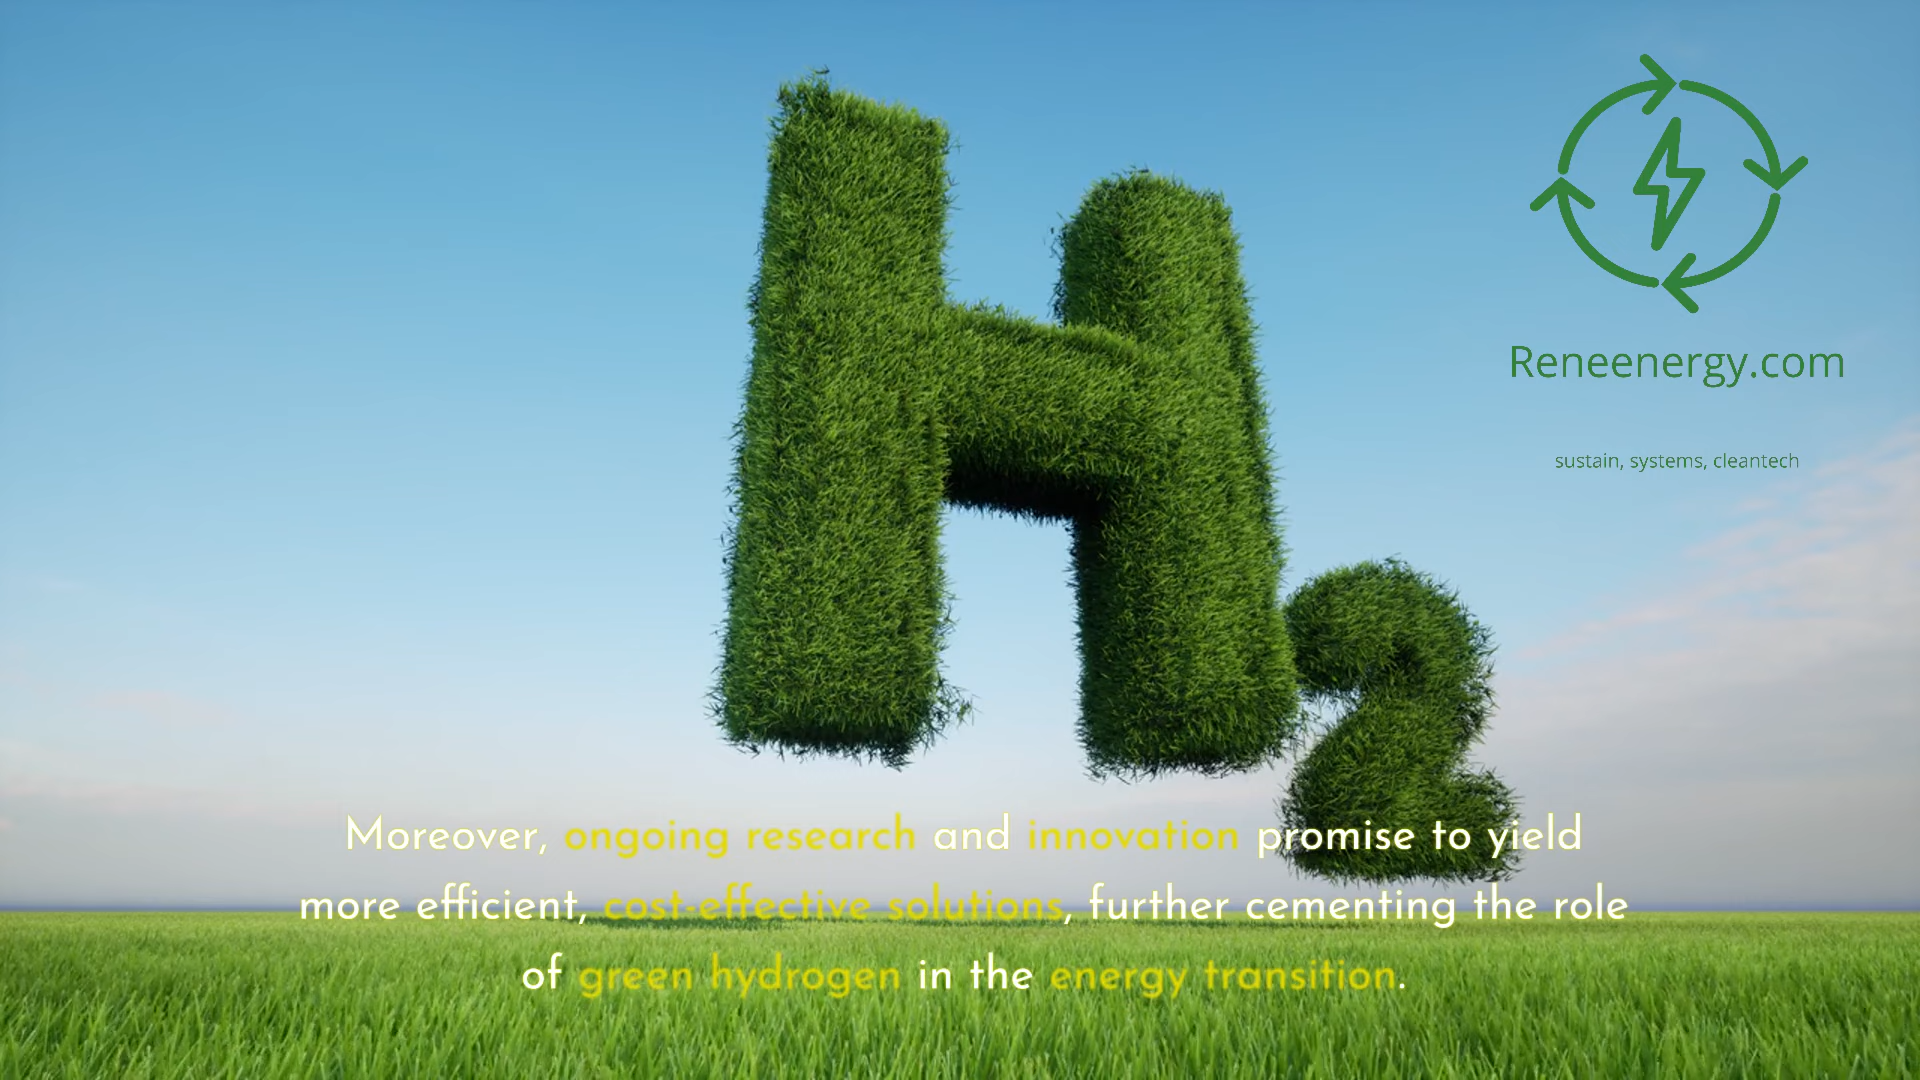 H2
Reneenergy.com
sustain, systems, cleantech
Moreover, ongoing research and innovation promise to yield
more efficient, cost-effective solutions, further cementing the role
of green hydrogen in the energy transition.